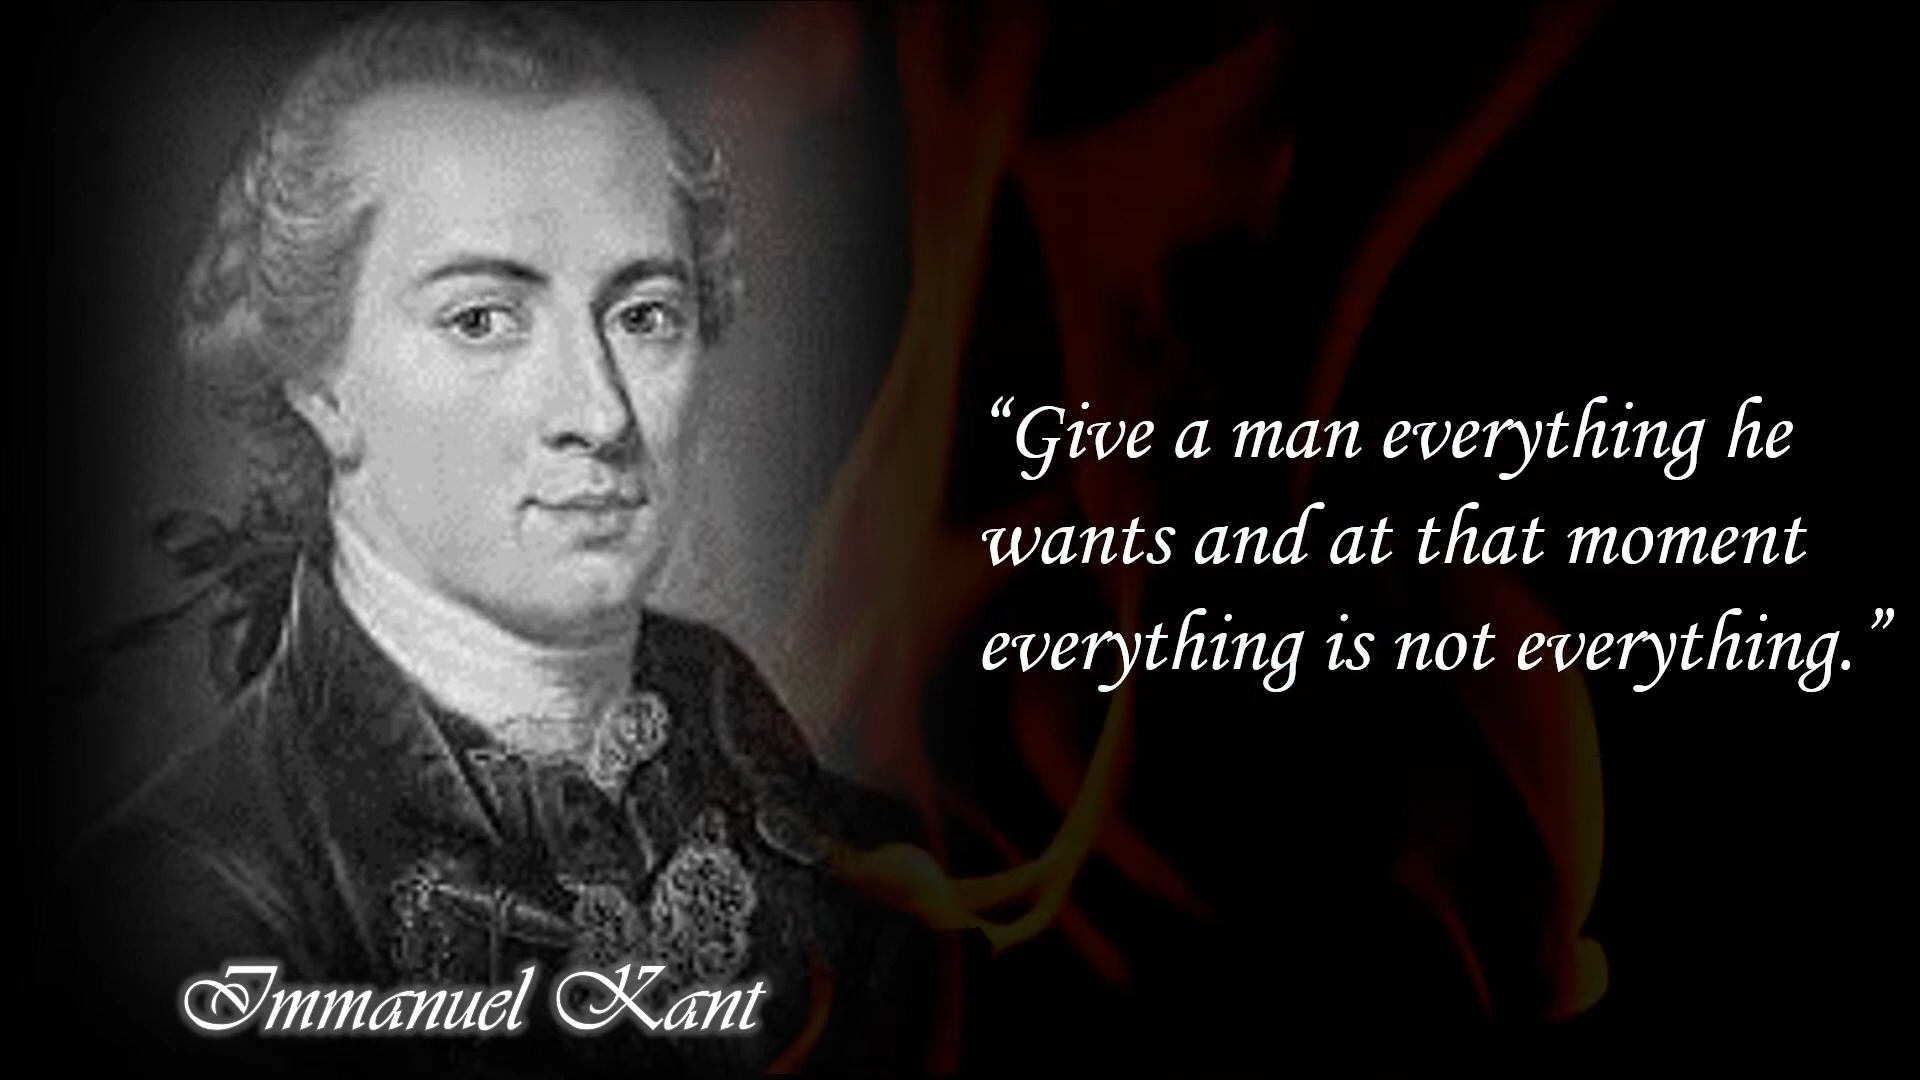 “Give a man everything he
wants and at that moment
everything is not everything.”
Immanuel Kant